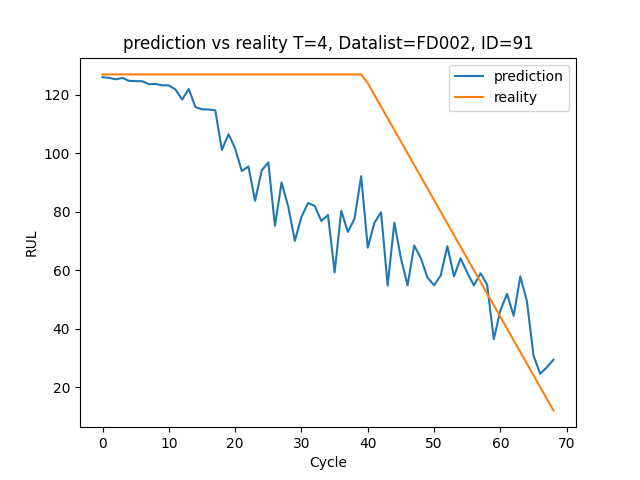 prediction vs reality T=4, Datalist=FD002, ID=91
prediction
reality
120
100
80
60
40
20
RUL
0 10 20 30 40 50 60 70
Cycle